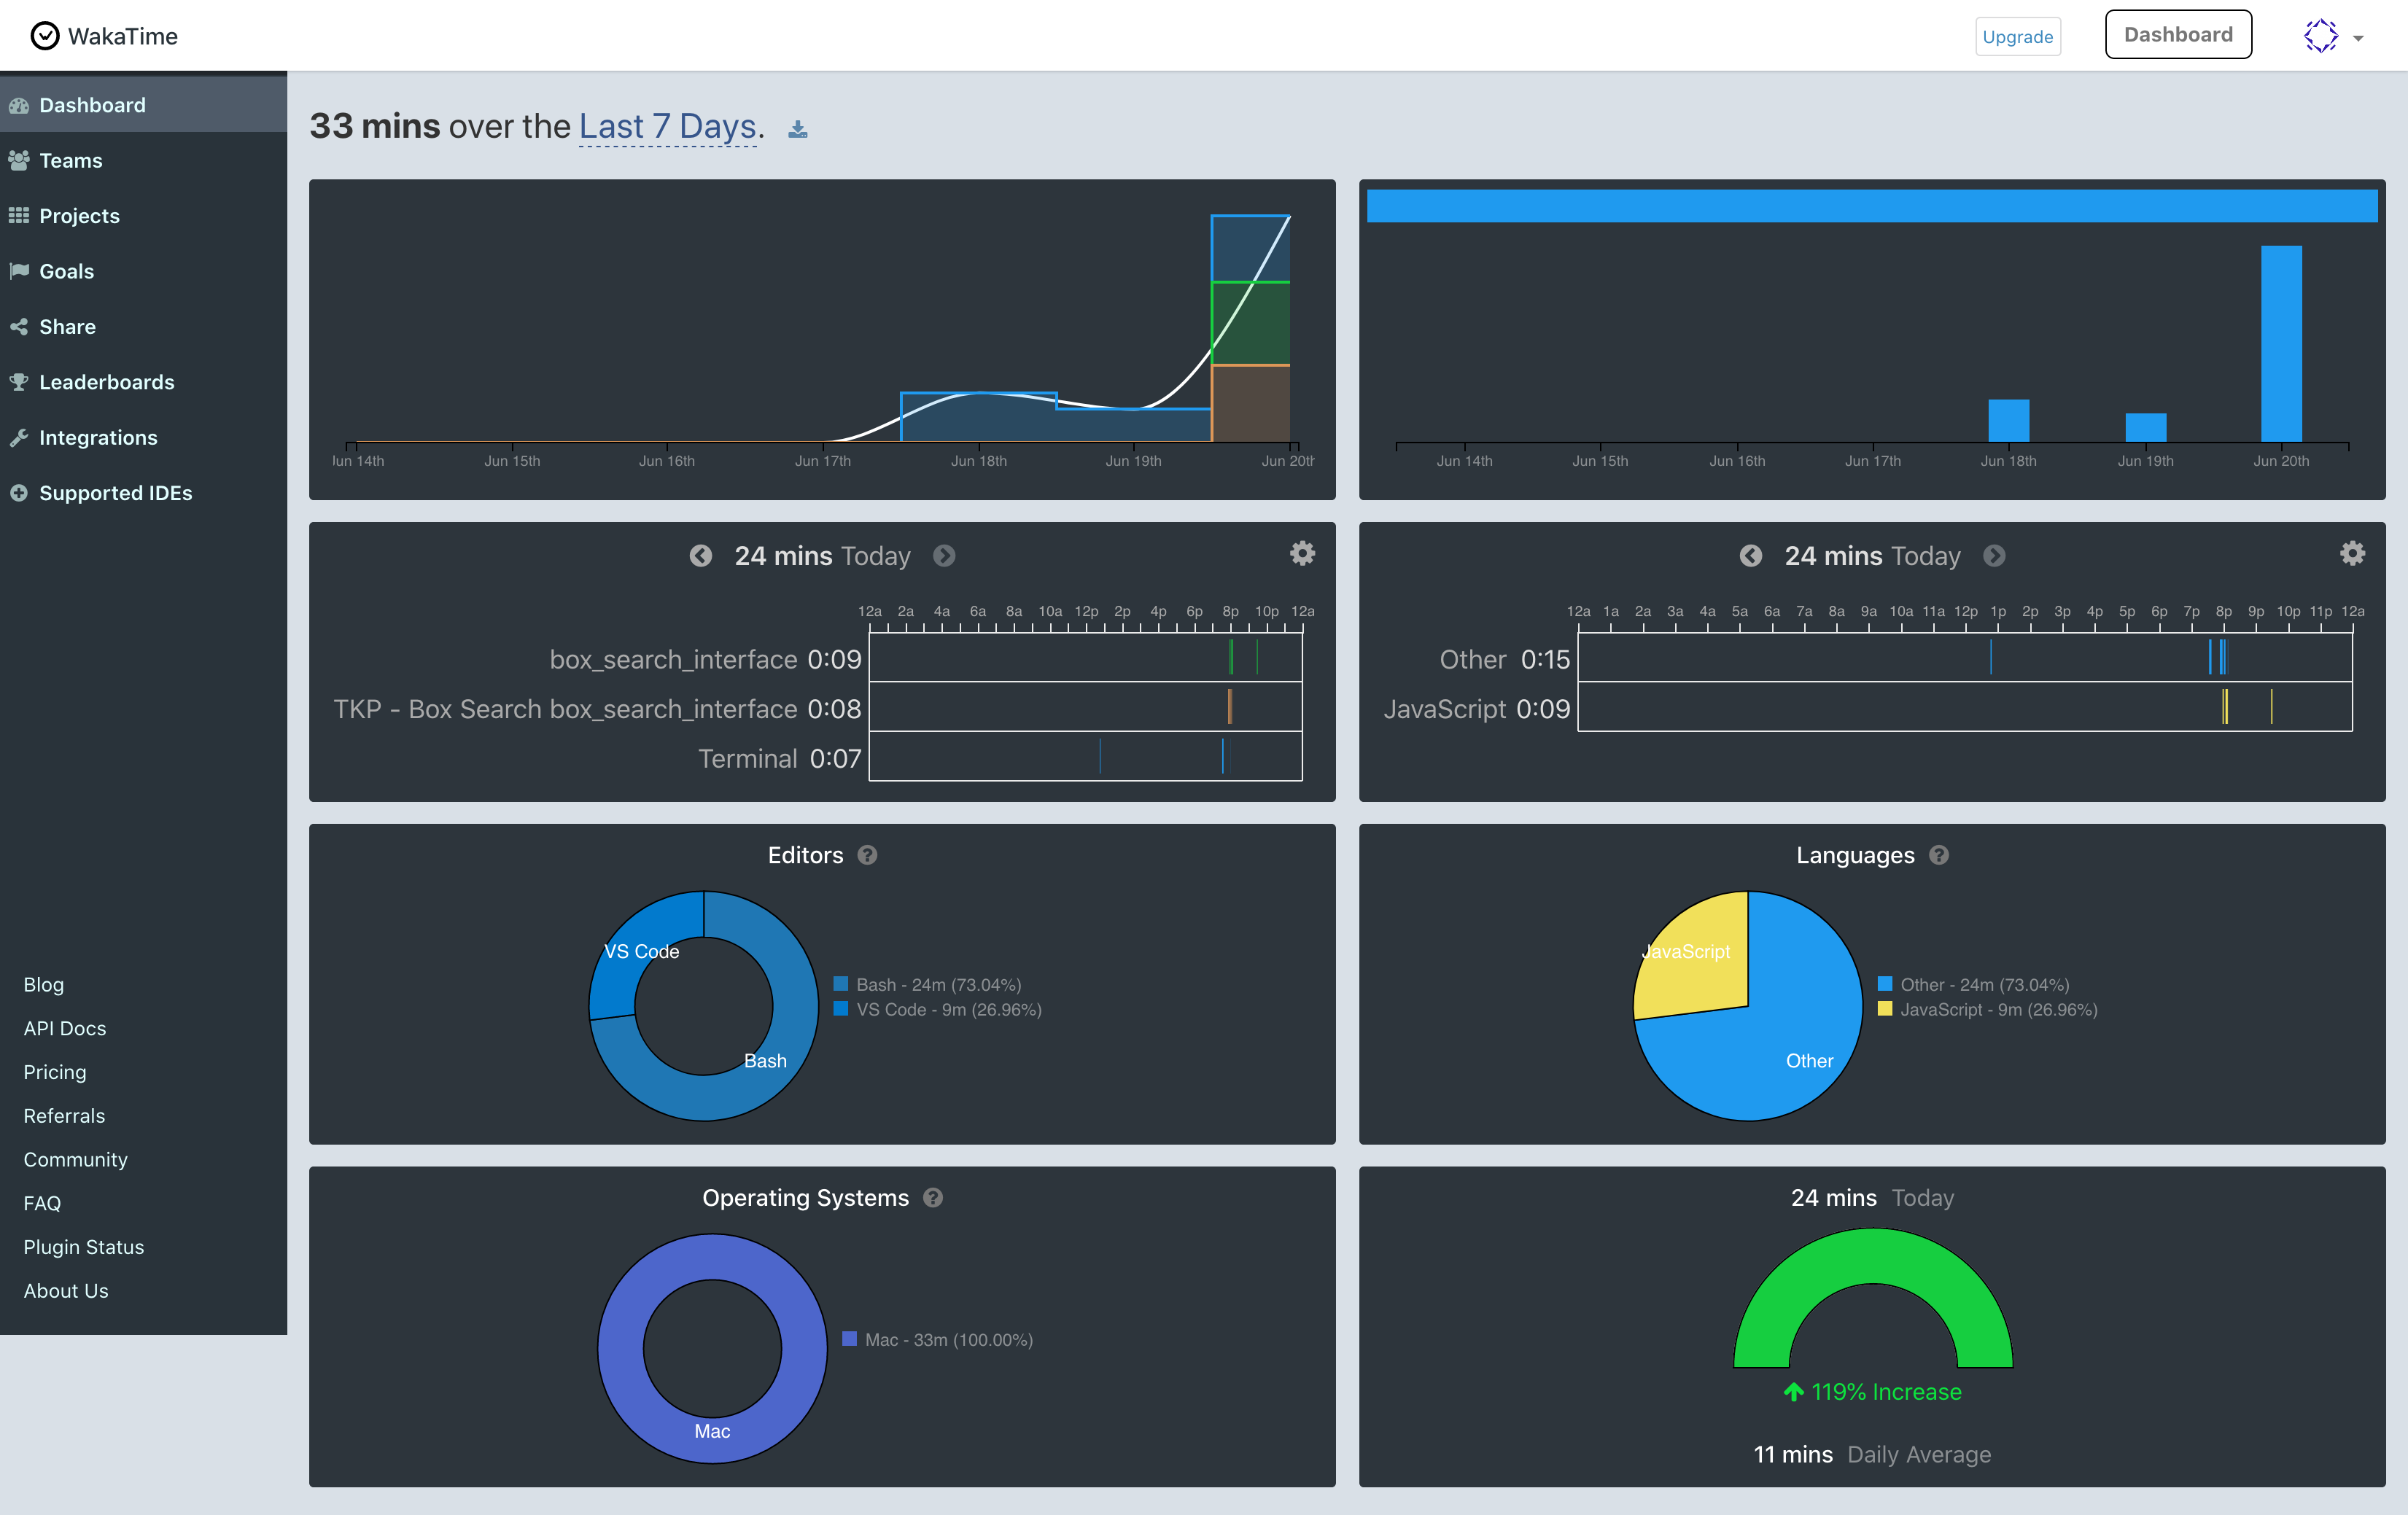 WakaTime
Upgrade
Dashboard
Dashboard
Teams
Projects
Goals
Share
Leaderboards
Integrations
Supported IDEs
Blog
API Docs
Pricing
Referrals
Community
FAQ
Plugin Status
About Us
33 mins over the Last 7 Days.
Jun 14th Jun 15th Jun 16th Jun 17th Jun 18th Jun 19th Jun 20th
Jun 14th Jun 15th Jun 16th Jun 17th Jun 18th Jun 19th Jun 20th
24 mins Today
12a 2a 4a 6a 8a 10a 12p 2p 4p 6p 8p 10p 12a
box_search_interface 0:09
TKP - Box Search box_search_interface 0:08
Terminal 0:07
24 mins Today
12a 1a 2a 3a 4a 5a 6a 7a 8a 9a 10a 11a 12p 1p 2p 3p 4p 5p 6p 7p 8p 9p 10p 11p 12a
Other 0:15
JavaScript 0:09
Editors ?
VS Code
Bash
Bash - 24m (73.04%)
VS Code - 9m (26.96%)
Languages ?
JavaScript
Other
Other - 24m (73.04%)
JavaScript - 9m (26.96%)
Operating Systems ?
Mac
Mac - 33m (100.00%)
24 mins Today
119% Increase
11 mins Daily Average